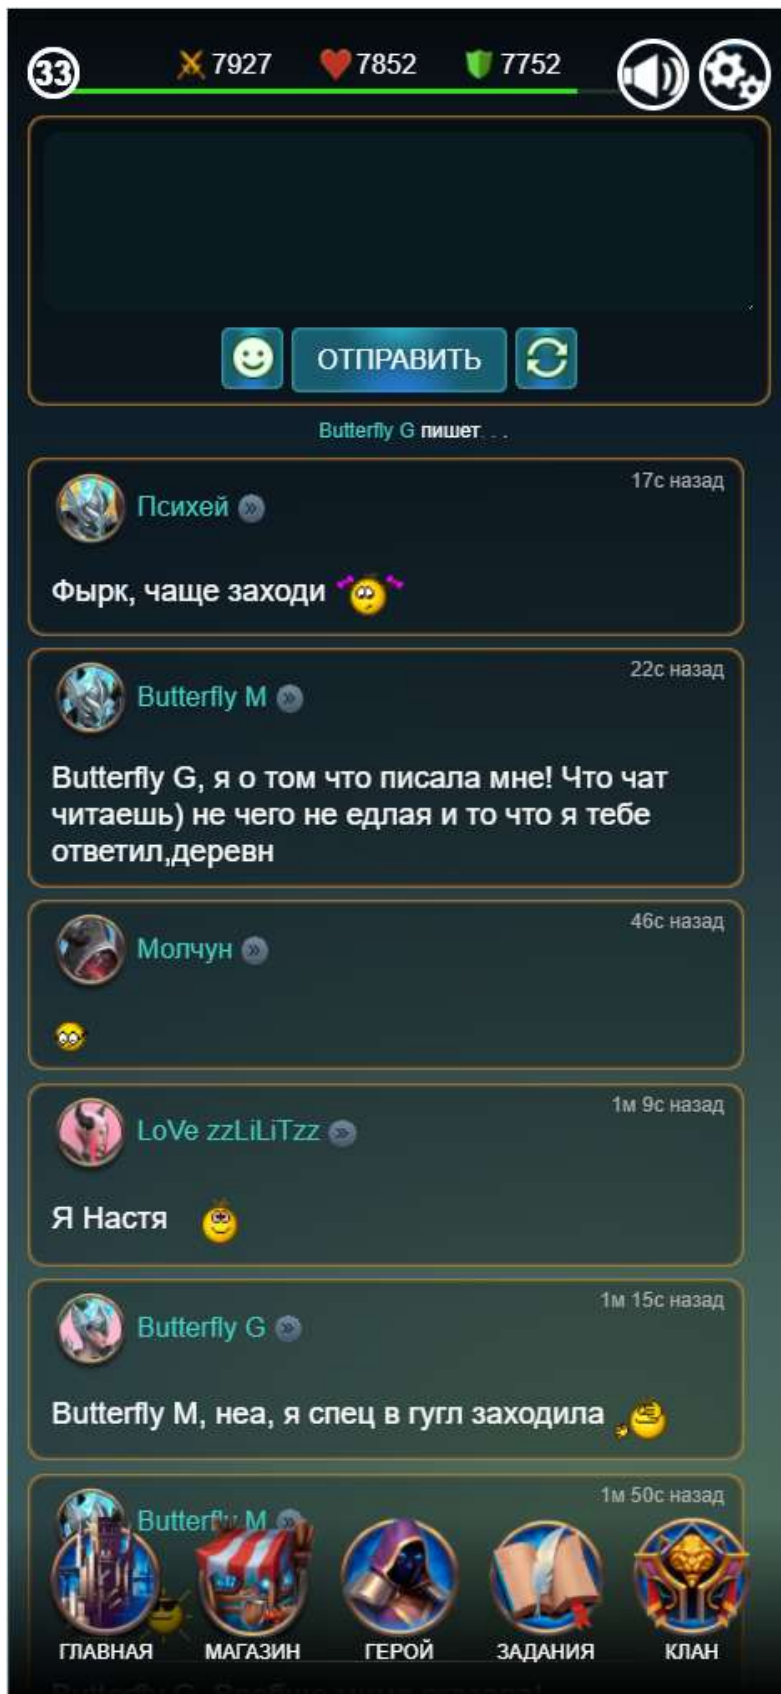 33 7927 7852 7752
ОТПРАВИТЬ
Butterfly G пишет. . .
17с назад
Психей
Фырк, чаще заходи
22с назад
Butterfly M
Butterfly G, я о том что писала мне! Что чат
читаешь) не чего не едлая и то что я тебе
ответил,деревн
46с назад
Молчун
1м 9с назад
LoVe zzLiLiTzz
Я Настя
1м 15с назад
Butterfly G
Butterfly M, неа, я спец в гугл заходила
1м 50с назад
Butterfly M
ГЛАВНАЯ МАГАЗИН ГЕРОЙ ЗАДАНИЯ КЛАН